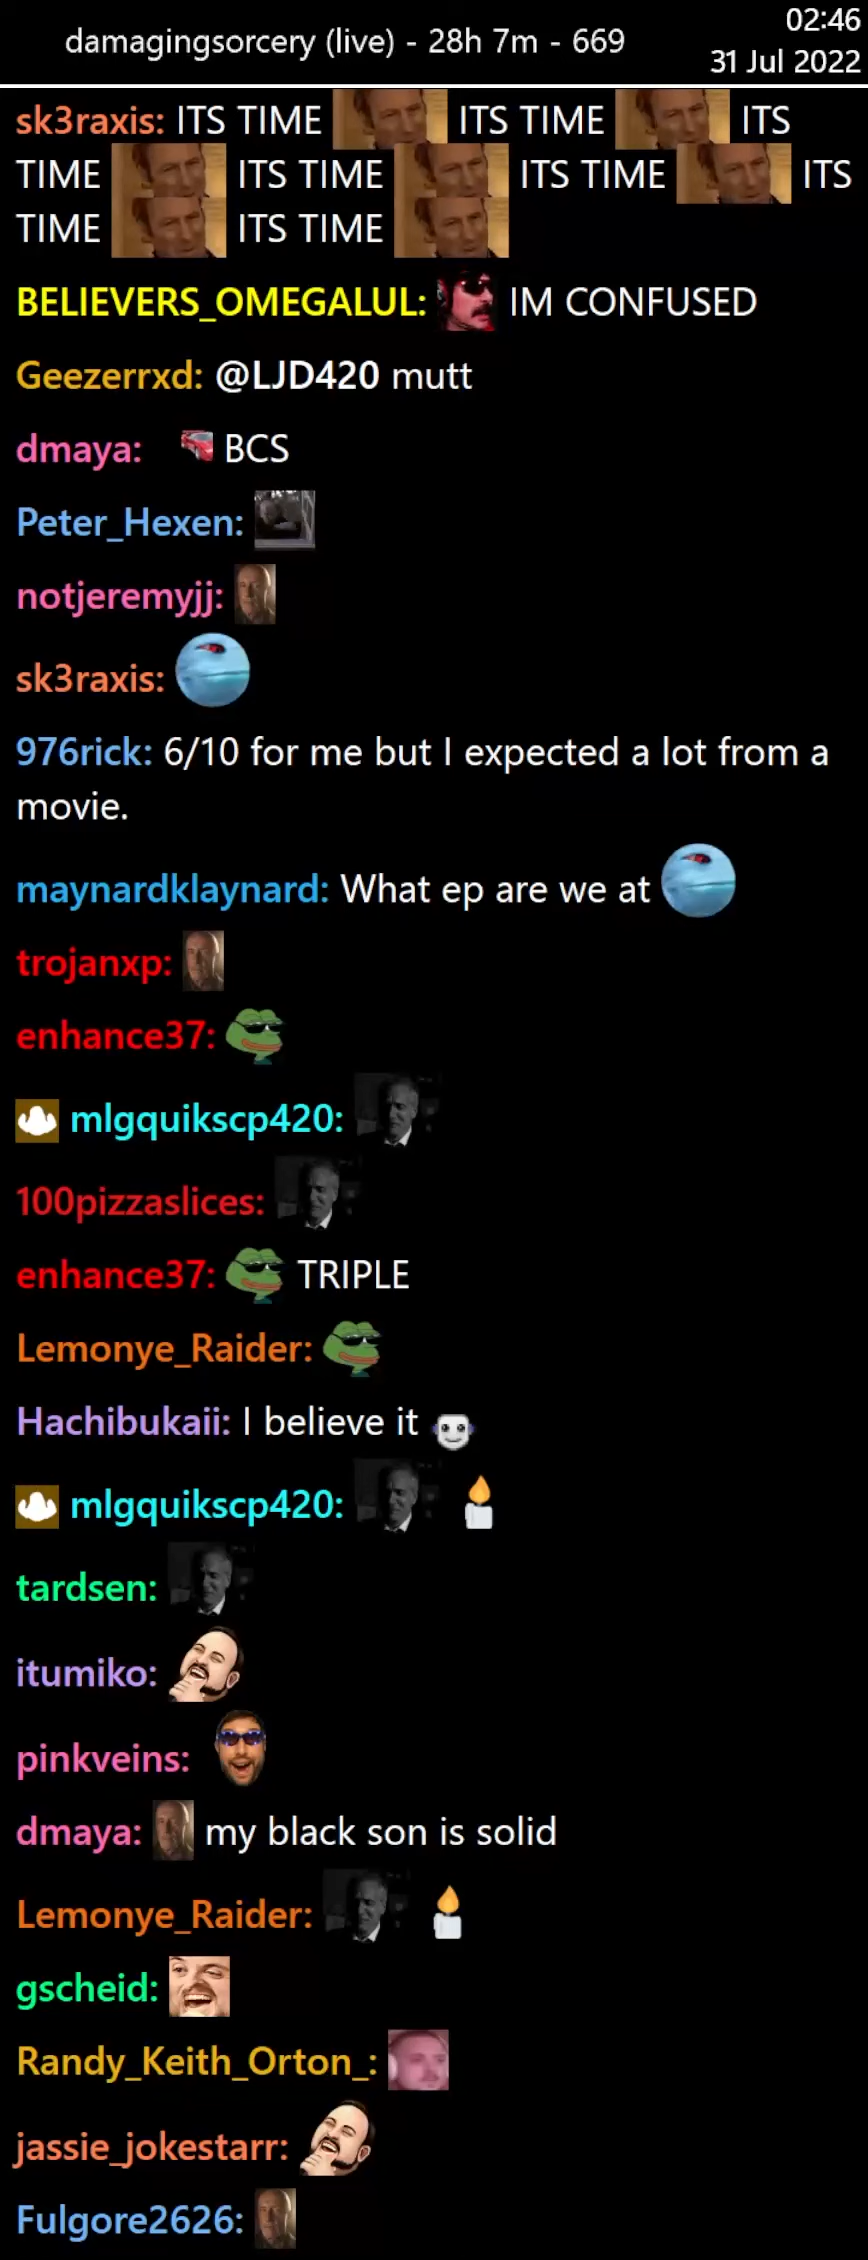 damagingsorcery (live) - 28h 7m - 669
02:46
31 Jul 2022
sk3raxis: ITS TIME ITS TIME ITS
TIME ITS TIME ITS TIME ITS
TIME ITS TIME
BELIEVERS_OMEGALUL: IM CONFUSED
Geezerrxd: @LJD420 mutt
dmaya: BCS
Peter_Hexen:
notjeremyjj:
sk3raxis:
976rick: 6/10 for me but I expected a lot from a
movie.
maynardklaynard: What ep are we at
trojanxp:
enhance37:
mlgquikscp420:
100pizzaslices:
enhance37: TRIPLE
Lemonye_Raider:
Hachibukaii: I believe it
mlgquikscp420:
tardsen:
itumiko:
pinkveins:
dmaya: my black son is solid
Lemonye_Raider:
gscheid:
Randy_Keith_Orton_:
jassie_jokestarr:
Fulgore2626: